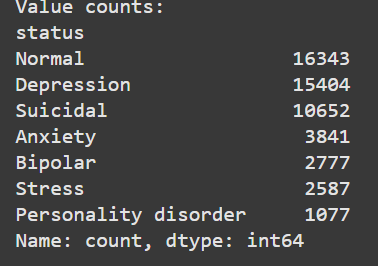 Value counts:
status
Normal 16343
Depression 15404
Suicidal 10652
Anxiety 3841
Bipolar 2777
Stress 2587
Personality disorder 1077
Name: count, dtype: int64